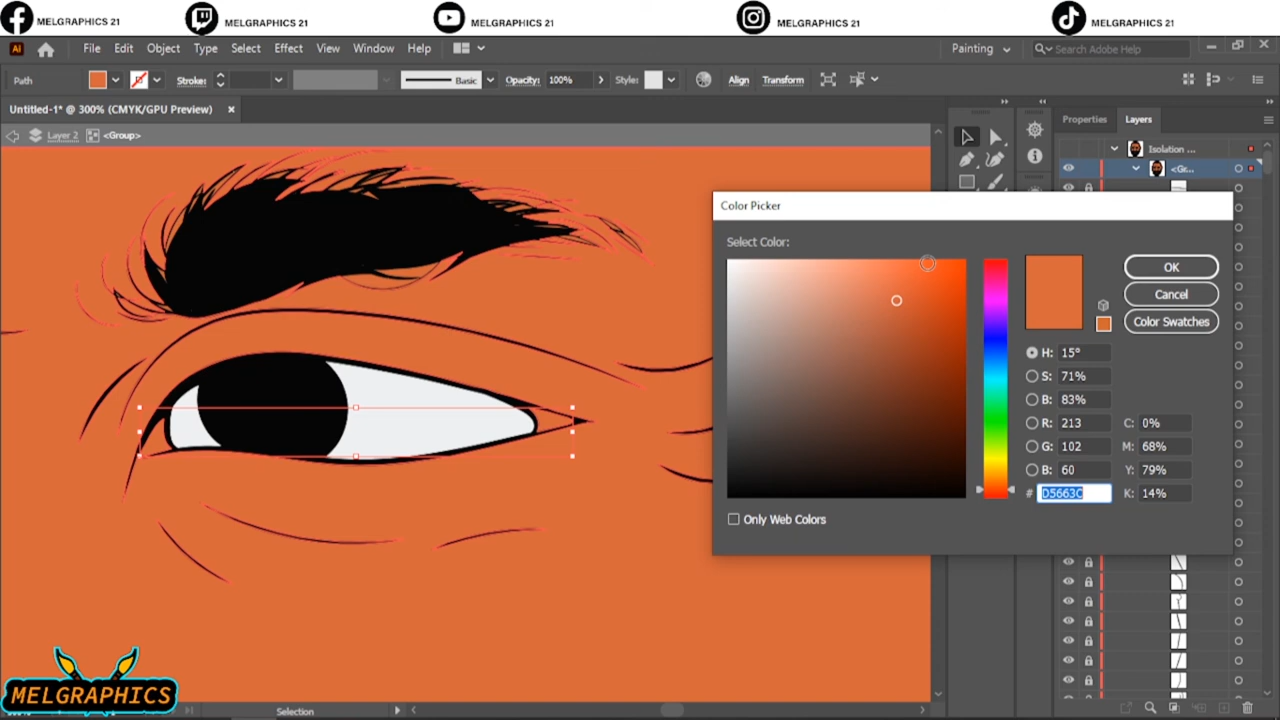 MELGRAPHICS 21
MELGRAPHICS 21
MELGRAPHICS 21
MELGRAPHICS 21
MELGRAPHICS 21
Ai
File Edit Object Type Select Effect View Window Help
Painting
Search Adobe Help
Path
Stroke:
Basic
Opacity: 100%
Style:
Align
Transform
Untitled-1* @ 300% (CMYK/GPU Preview)
Properties
Layers
Layer 2
<Group>
Isolation ...
<Gr...
Color Picker
Select Color:
OK
Cancel
Color Swatches
H: 15°
S: 71%
B: 83%
R: 213
C: 0%
G: 102
M: 68%
B: 60
Y: 79%
# D5663C
K: 14%
Only Web Colors
MELGRAPHICS
Selection